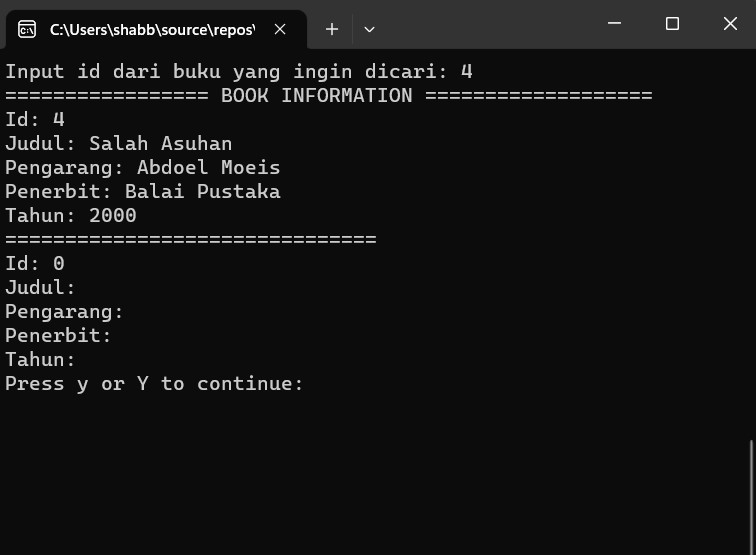 C:\Users\shabb\source\repos\
Input id dari buku yang ingin dicari: 4
================= BOOK INFORMATION ===================
Id: 4
Judul: Salah Asuhan
Pengarang: Abdoel Moeis
Penerbit: Balai Pustaka
Tahun: 2000
===============================
Id: 0
Judul:
Pengarang:
Penerbit:
Tahun:
Press y or Y to continue: